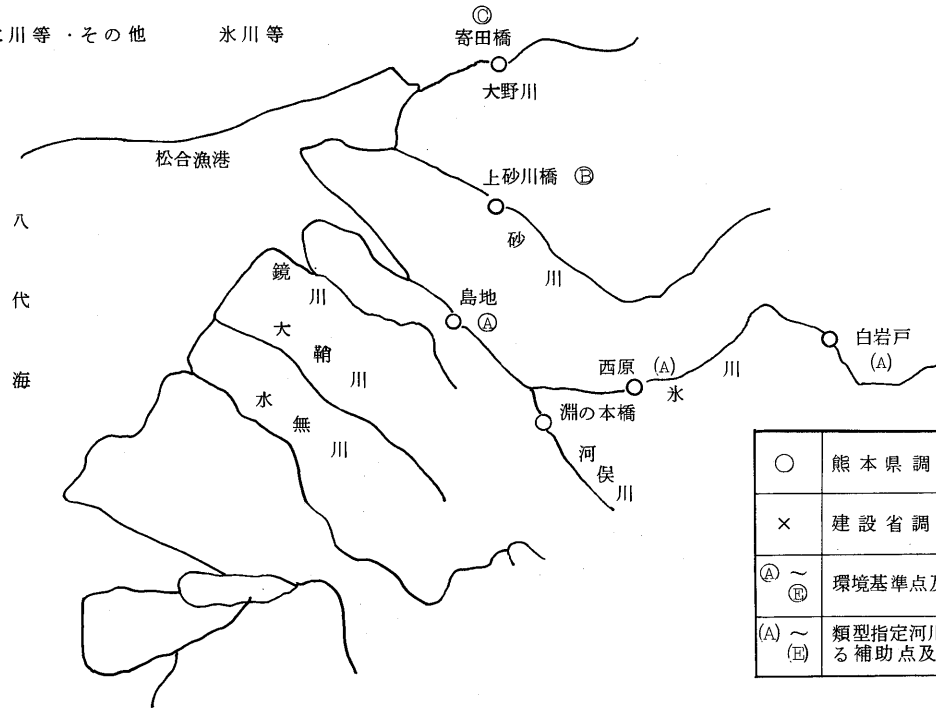 川等・その他
氷川等
Ⓒ
寄田橋
大野川
松合漁港
上砂川橋 Ⓑ
砂川
八代海
鏡川
大鞘川
水無川
島地
Ⓐ
西原 (A)
氷川
白岩戸
(A)
淵の本橋
河俣川
○ 熊本県調
× 建設省調
Ⓐ ~ Ⓔ 環境基準点及
(A) ~ (E) 類型指定河川
る補助点及